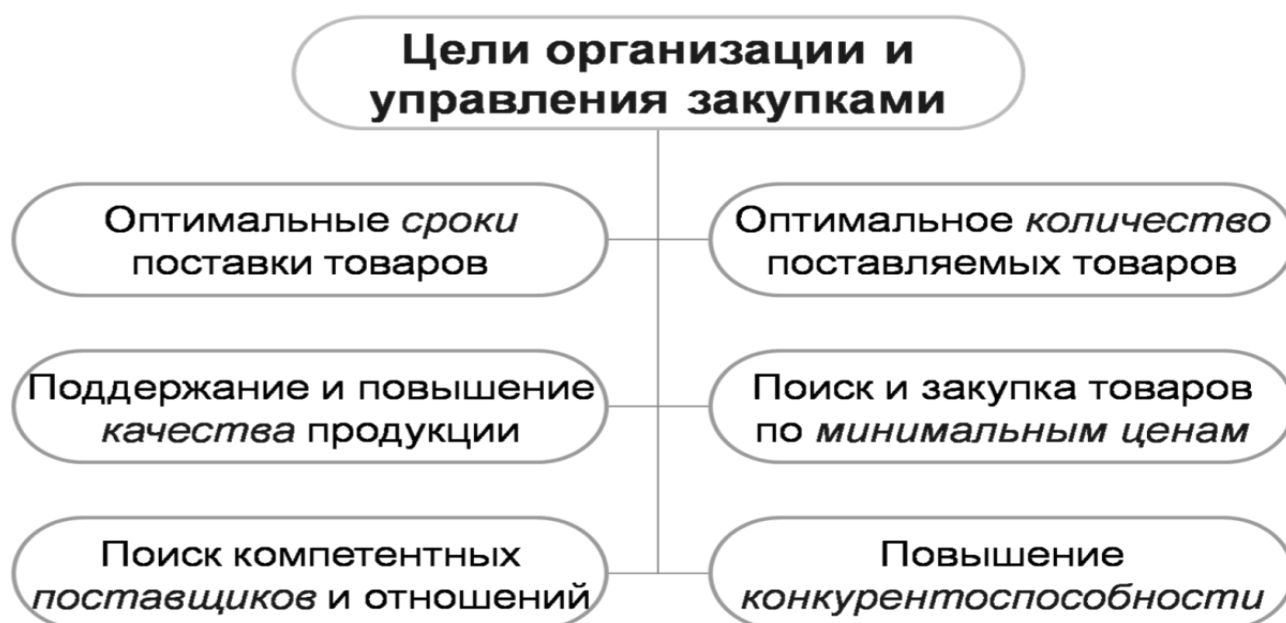 Цели организации и
управления закупками
Оптимальные сроки
поставки товаров
Оптимальное количество
поставляемых товаров
Поддержание и повышение
качества продукции
Поиск и закупка товаров
по минимальным ценам
Поиск компетентных
поставщиков и отношений
Повышение
конкурентоспособности